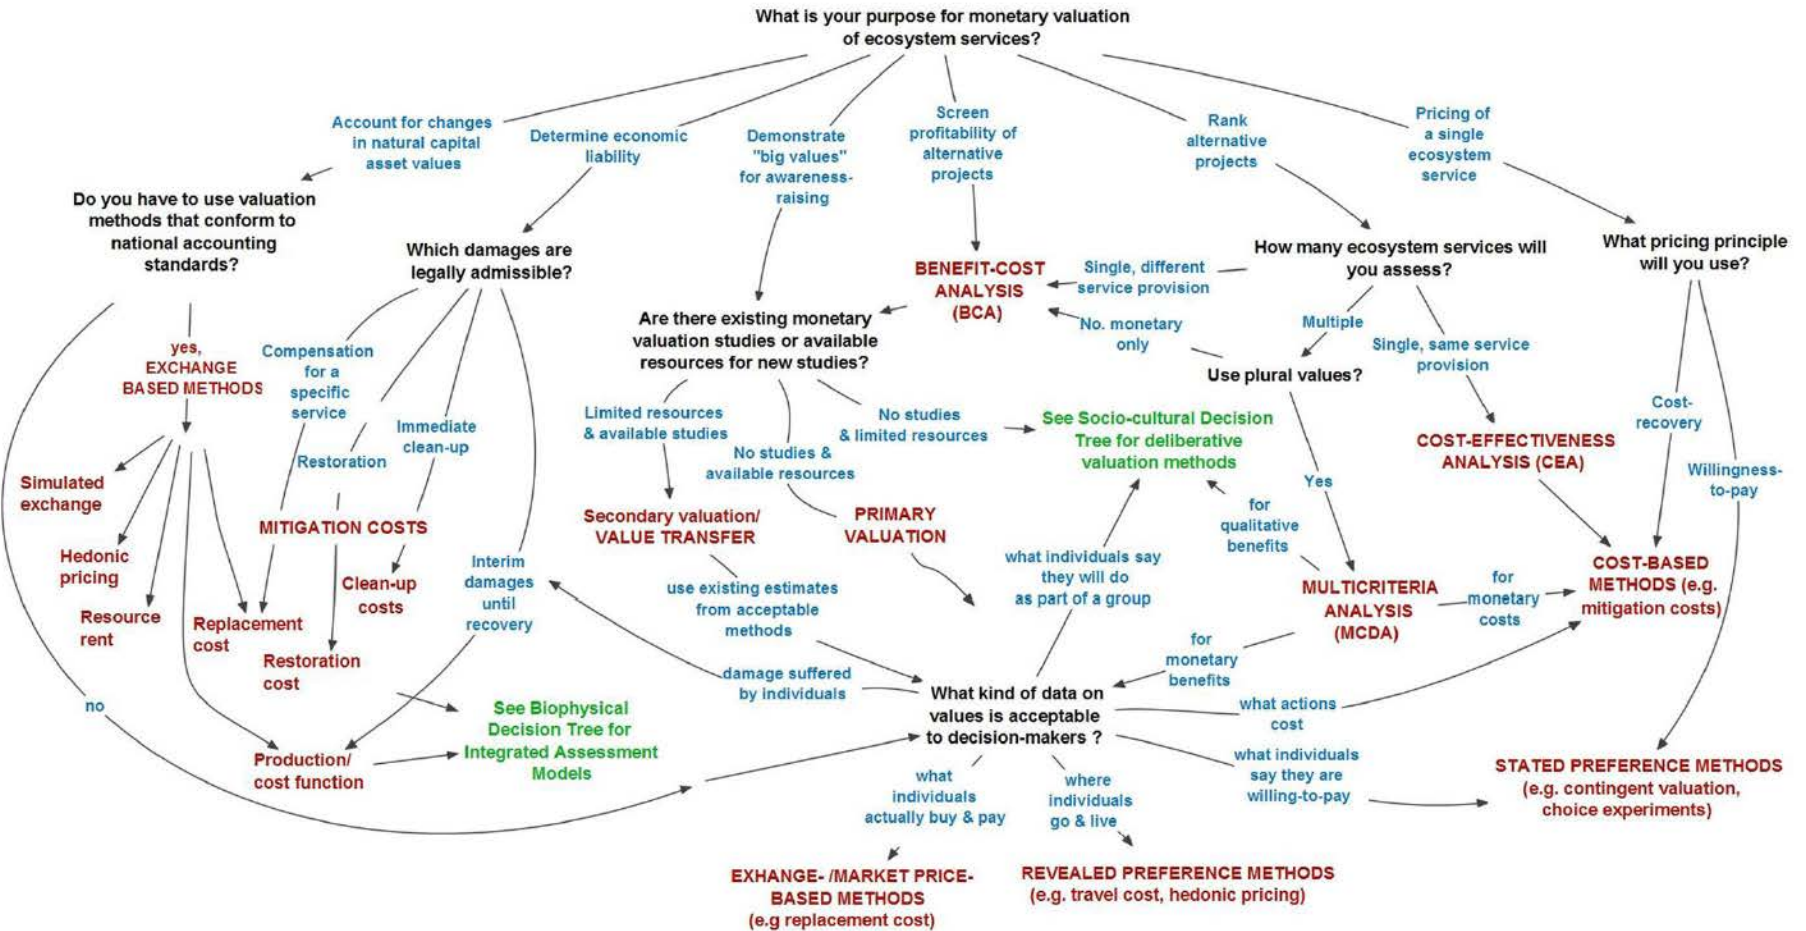 What is your purpose for monetary valuation
of ecosystem services?
Account for changes
in natural capital
asset values
Determine economic
liability
Demonstrate
"big values"
for awareness-
raising
Screen
profitability of
alternative
projects
Rank
alternative
projects
Pricing of
a single
ecosystem
service
Do you have to use valuation
methods that conform to
national accounting
standards?
Which damages are
legally admissible?
BENEFIT-COST
ANALYSIS
(BCA)
Single, different
service provision
How many ecosystem services will
you assess?
What pricing principle
will you use?
Are there existing monetary
valuation studies or available
resources for new studies?
No. monetary
only
Multiple
Single, same service
provision
Use plural values?
yes,
EXCHANGE
BASED METHODS
Compensation
for a
specific
service
Restoration
Immediate
clean-up
Limited resources
& available studies
No studies &
available resources
No studies
& limited resources
See Socio-cultural Decision
Tree for deliberative
valuation methods
COST-EFFECTIVENESS
ANALYSIS (CEA)
Cost-
recovery
Willingness-
to-pay
Yes
Simulated
exchange
Hedonic
pricing
Resource
rent
Replacement
cost
MITIGATION COSTS
Restoration
cost
Clean-up
costs
Interim
damages
until
recovery
Secondary valuation/
VALUE TRANSFER
PRIMARY
VALUATION
use existing estimates
from acceptable
methods
what individuals say
they will do
as part of a group
for
qualitative
benefits
MULTICRITERIA
ANALYSIS
(MCDA)
for
monetary
costs
COST-BASED
METHODS (e.g.
mitigation costs)
for
monetary
benefits
damage suffered
by individuals
What kind of data on
values is acceptable
to decision-makers ?
what actions
cost
what individuals
say they are
willing-to-pay
STATED PREFERENCE METHODS
(e.g. contingent valuation,
choice experiments)
no
Production/
cost function
See Biophysical
Decision Tree for
Integrated Assessment
Models
what
individuals
actually buy & pay
where
individuals
go & live
EXHANGE- /MARKET PRICE-
BASED METHODS
(e.g replacement cost)
REVEALED PREFERENCE METHODS
(e.g. travel cost, hedonic pricing)